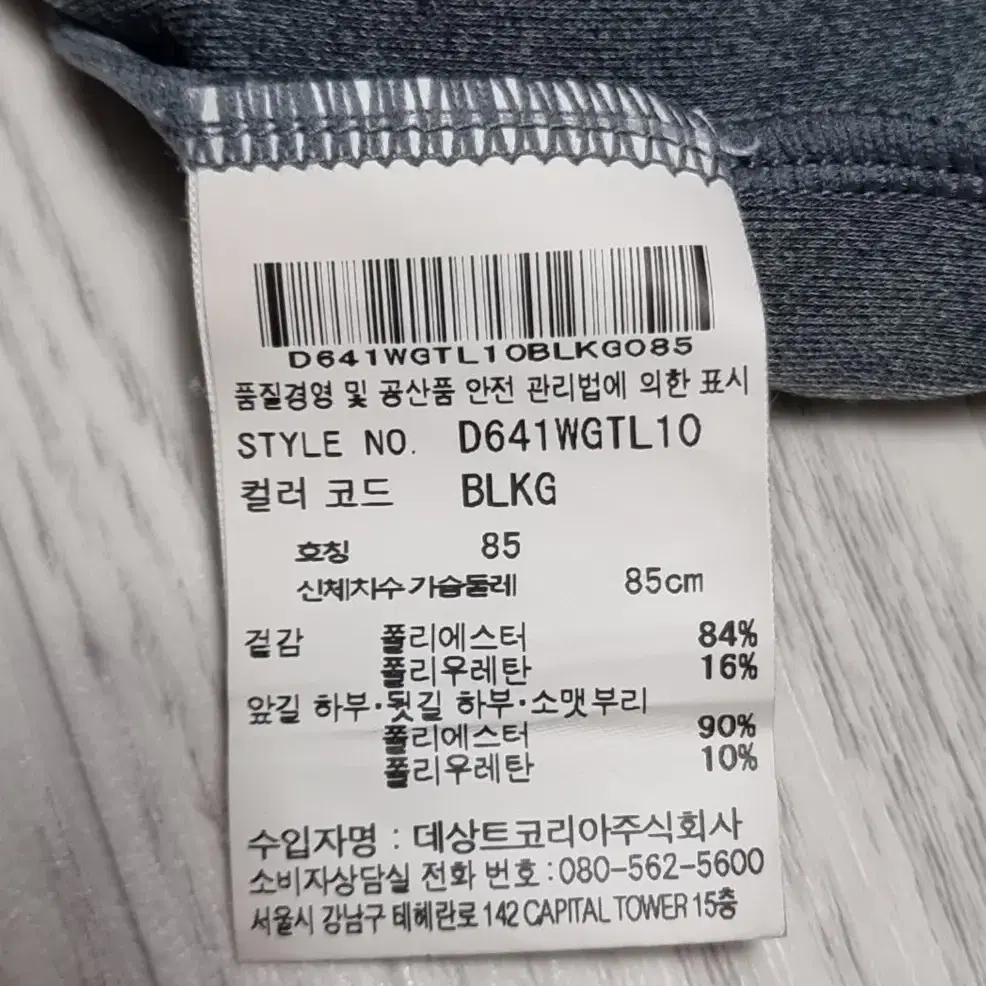 D641WGTL10BLKG085
품질경영 및 공산품 안전 관리법에 의한 표시
STYLE NO. D641WGTL10
컬러 코드 BLKG
호칭 85
신체치수 가슴둘레 85cm
겉감 폴리에스터 84%
폴리우레탄 16%
앞길 하부·뒷길 하부·소맷부리
폴리에스터 90%
폴리우레탄 10%
수입자명 : 데상트코리아주식회사
소비자상담실 전화 번호 : 080-562-5600
서울시 강남구 테헤란로 142 CAPITAL TOWER 15층